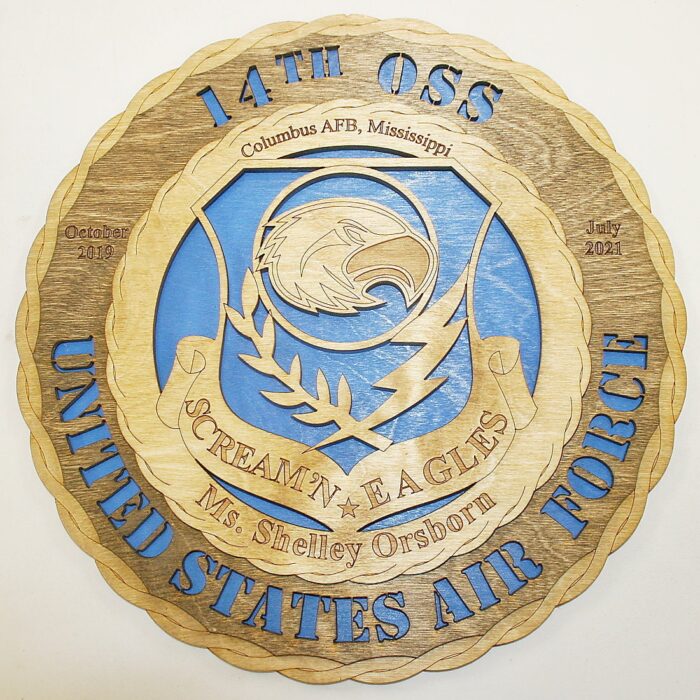 14TH OSS
Columbus AFB, Mississippi
October
2019
July
2021
SCREAM'N ★ EAGLES
Ms. Shelley Orsborn
UNITED STATES AIR FORCE